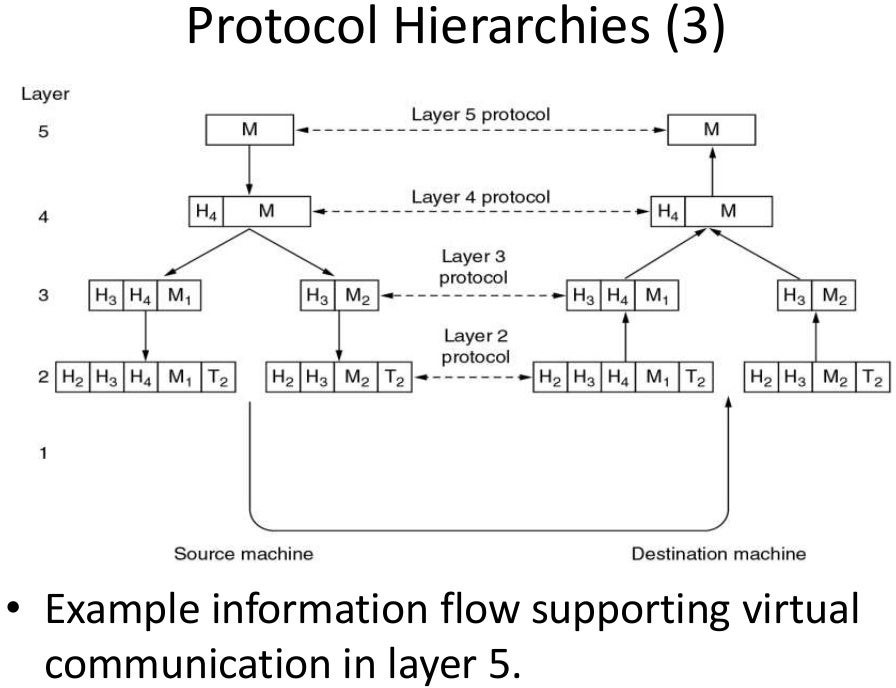 Protocol Hierarchies (3)
Layer
5 M Layer 5 protocol M
4 H4 M Layer 4 protocol H4 M
Layer 3
protocol
3 H3 H4 M1 H3 M2 H3 H4 M1 H3 M2
Layer 2
protocol
2 H2 H3 H4 M1 T2 H2 H3 M2 T2 H2 H3 H4 M1 T2 H2 H3 M2 T2
1
Source machine Destination machine
• Example information flow supporting virtual
communication in layer 5.